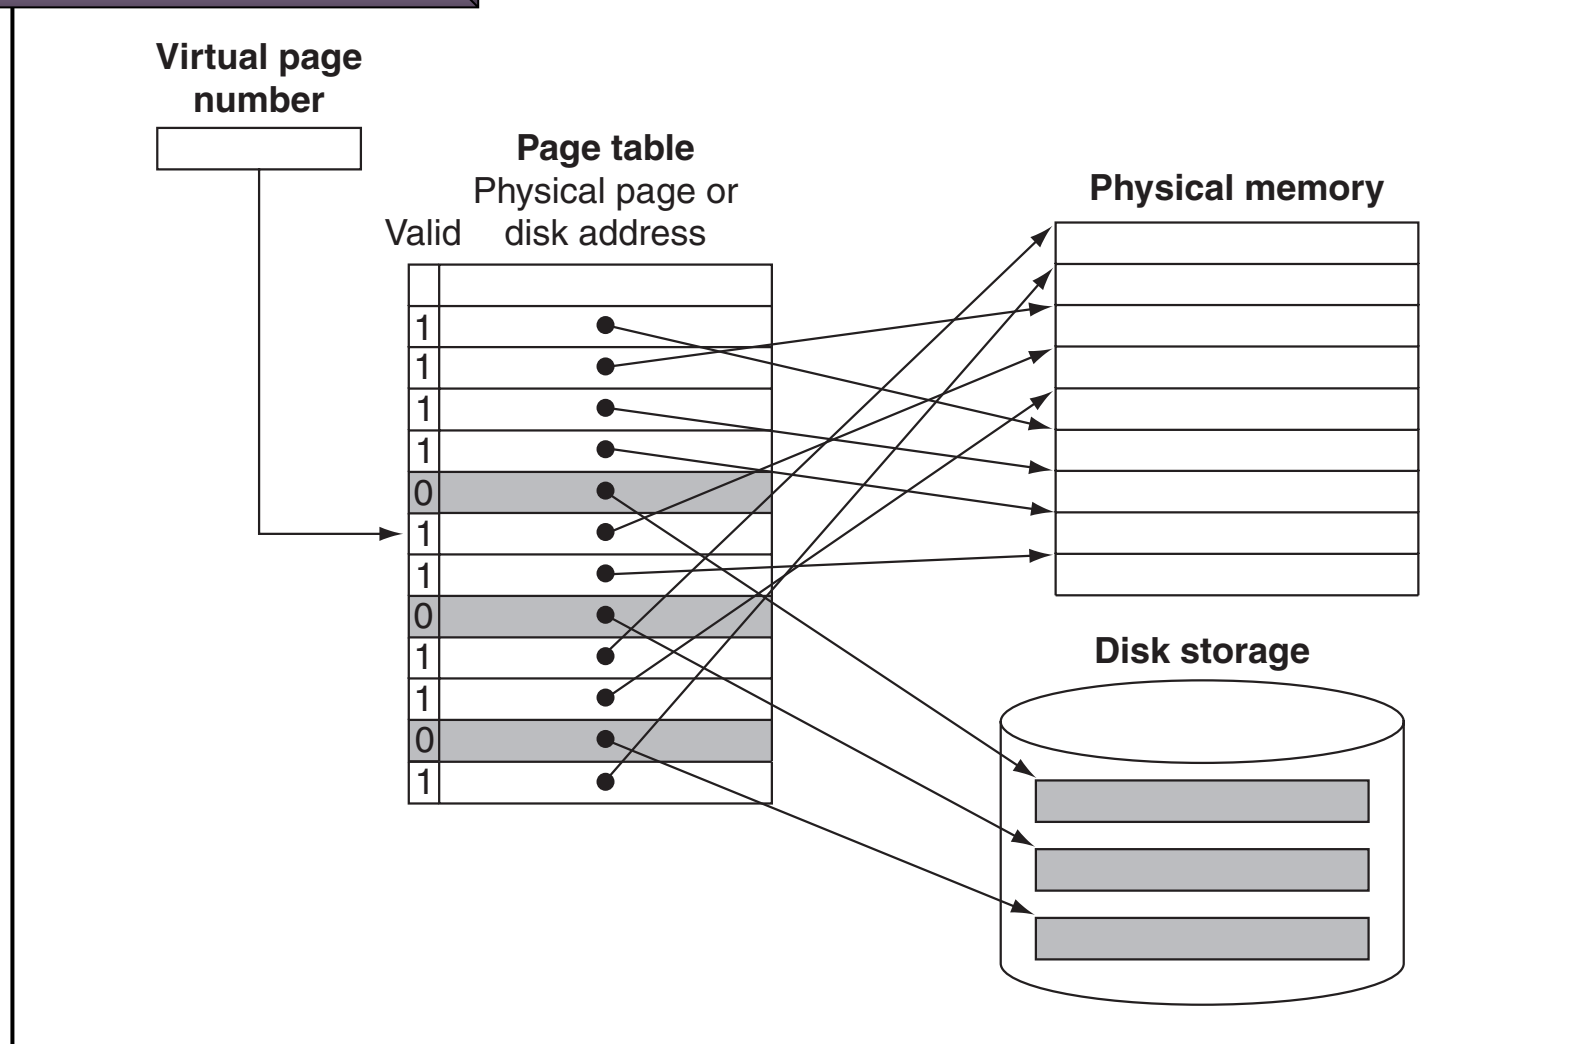 Virtual page
number
Page table
Physical page or
Valid disk address
Physical memory
1
1
1
1
0
1
1
0
1
1
0
1
Disk storage